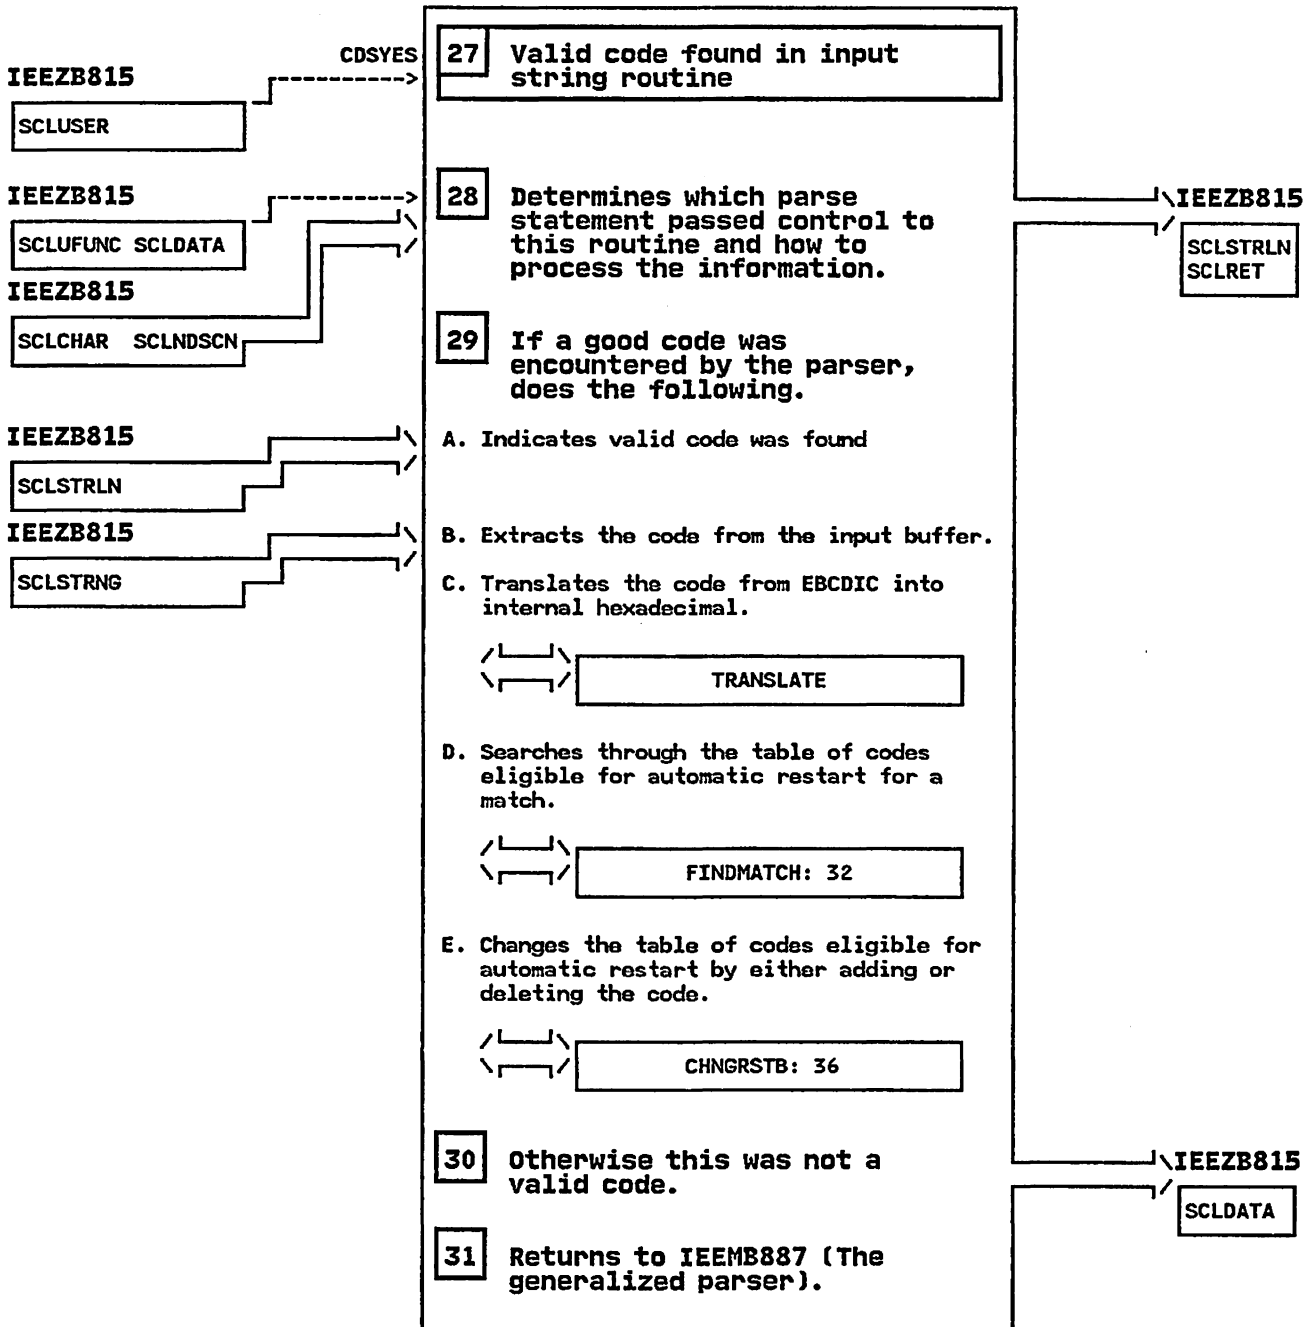 CDSYES
27 Valid code found in input
string routine
IEEZB815
SCLUSER
IEEZB815
SCLUFUNC SCLDATA
IEEZB815
SCLCHAR SCLNDSCN
28 Determines which parse
statement passed control to
this routine and how to
process the information.
IEEZB815
SCLSTRLN
SCLRET
29 If a good code was
encountered by the parser,
does the following.
IEEZB815
SCLSTRLN
A. Indicates valid code was found
IEEZB815
SCLSTRNG
B. Extracts the code from the input buffer.
C. Translates the code from EBCDIC into
internal hexadecimal.
TRANSLATE
D. Searches through the table of codes
eligible for automatic restart for a
match.
FINDMATCH: 32
E. Changes the table of codes eligible for
automatic restart by either adding or
deleting the code.
CHNGRSTB: 36
30 Otherwise this was not a
valid code.
IEEZB815
SCLDATA
31 Returns to IEEMB887 (The
generalized parser).